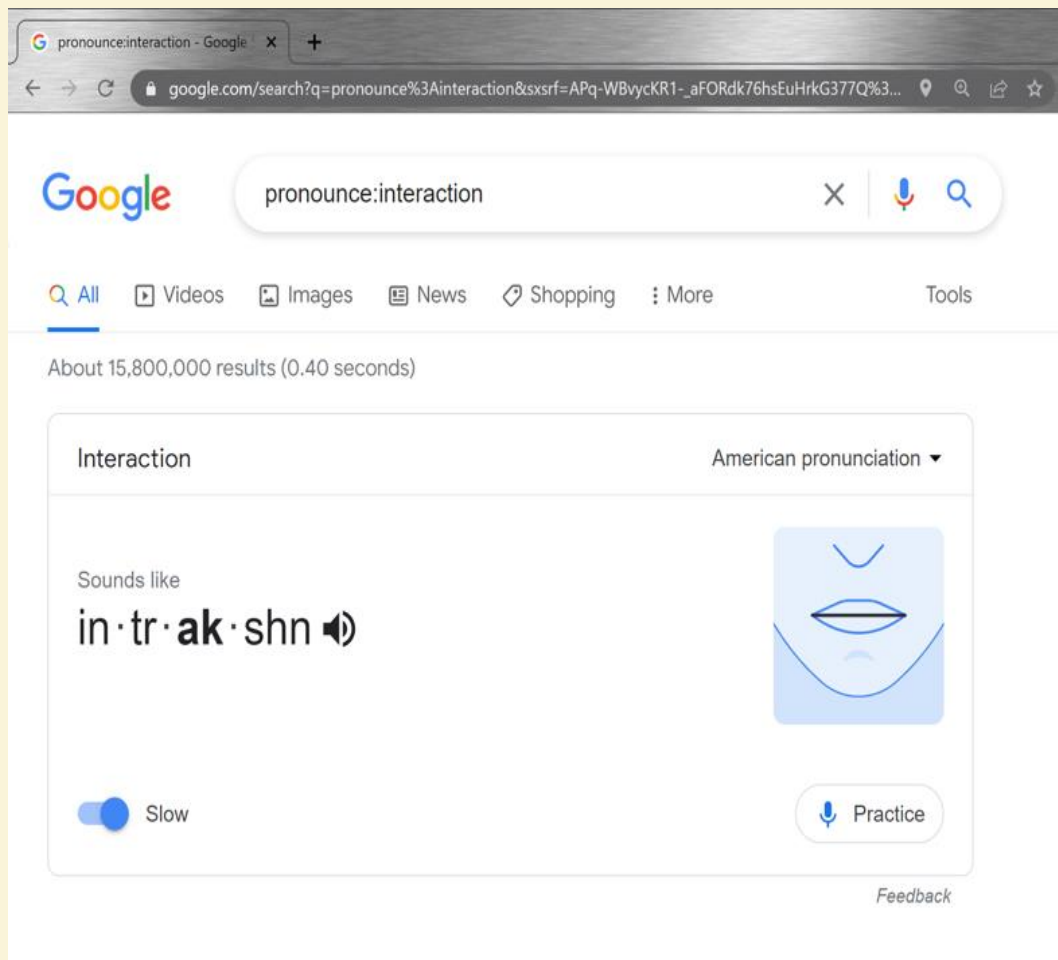 pronounce:interaction - Google
google.com/search?q=pronounce%3Ainteraction&sxsrf=APq-WBvycKR1-_aFORdk76hsEuHrkG377Q%3...
Google
pronounce:interaction
All Videos Images News Shopping More Tools
About 15,800,000 results (0.40 seconds)
Interaction American pronunciation
Sounds like
in·tr·ak·shn
Slow Practice
Feedback